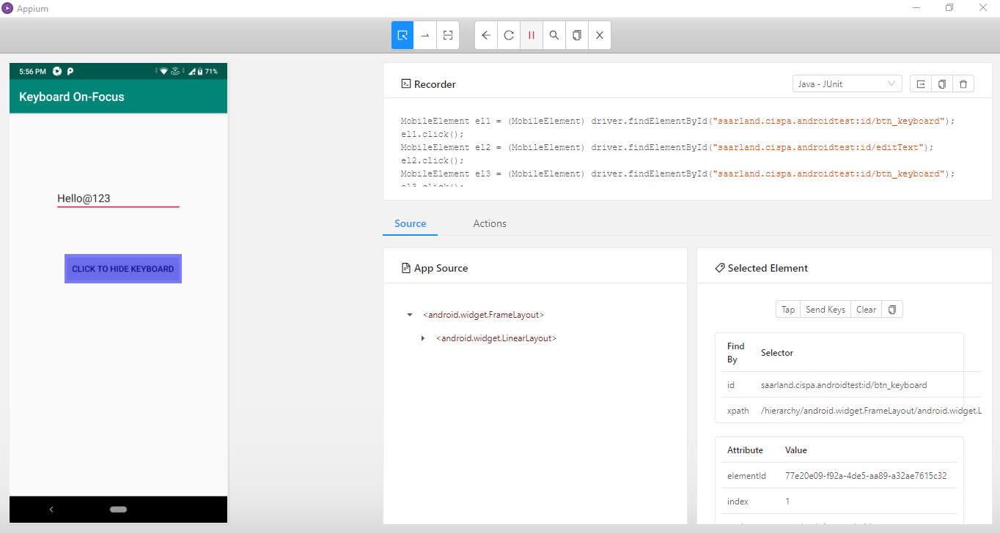 Appium
5:56 PM
71%
Keyboard On-Focus
Hello@123
CLICK TO HIDE KEYBOARD
Recorder
Java - JUnit
MobileElement el1 = (MobileElement) driver.findElementById("saarland.cispa.androidtest:id/btn_keyboard");
el1.click();
MobileElement el2 = (MobileElement) driver.findElementById("saarland.cispa.androidtest:id/editText");
el2.click();
MobileElement el3 = (MobileElement) driver.findElementById("saarland.cispa.androidtest:id/btn_keyboard");
el3.click();
Source
Actions
App Source
<android.widget.FrameLayout>
<android.widget.LinearLayout>
Selected Element
Tap
Send Keys
Clear
Find By
Selector
id
saarland.cispa.androidtest:id/btn_keyboard
xpath
/hierarchy/android.widget.FrameLayout/android.widget.L
Attribute
Value
elementId
77e20e09-f92a-4de5-aa89-a32ae7615c32
index
1